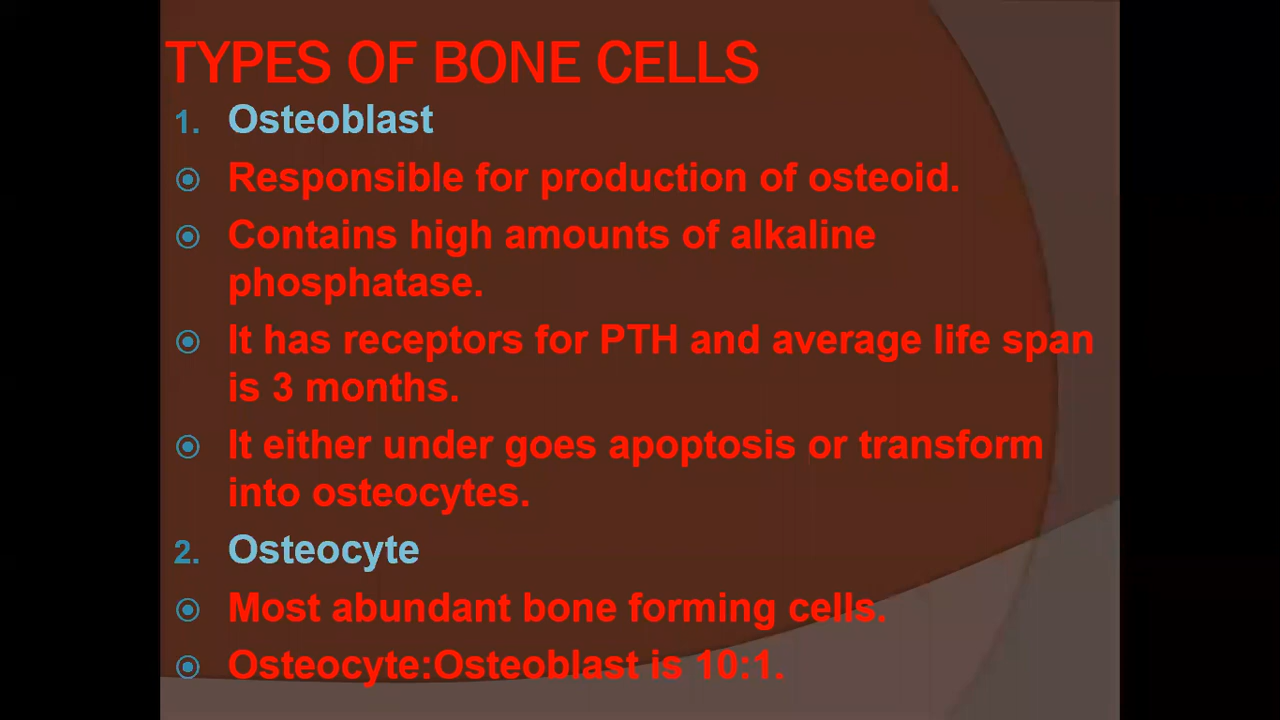 TYPES OF BONE CELLS
1. Osteoblast
Responsible for production of osteoid.
Contains high amounts of alkaline
phosphatase.
It has receptors for PTH and average life span
is 3 months.
It either under goes apoptosis or transform
into osteocytes.
2. Osteocyte
Most abundant bone forming cells.
Osteocyte:Osteoblast is 10:1.